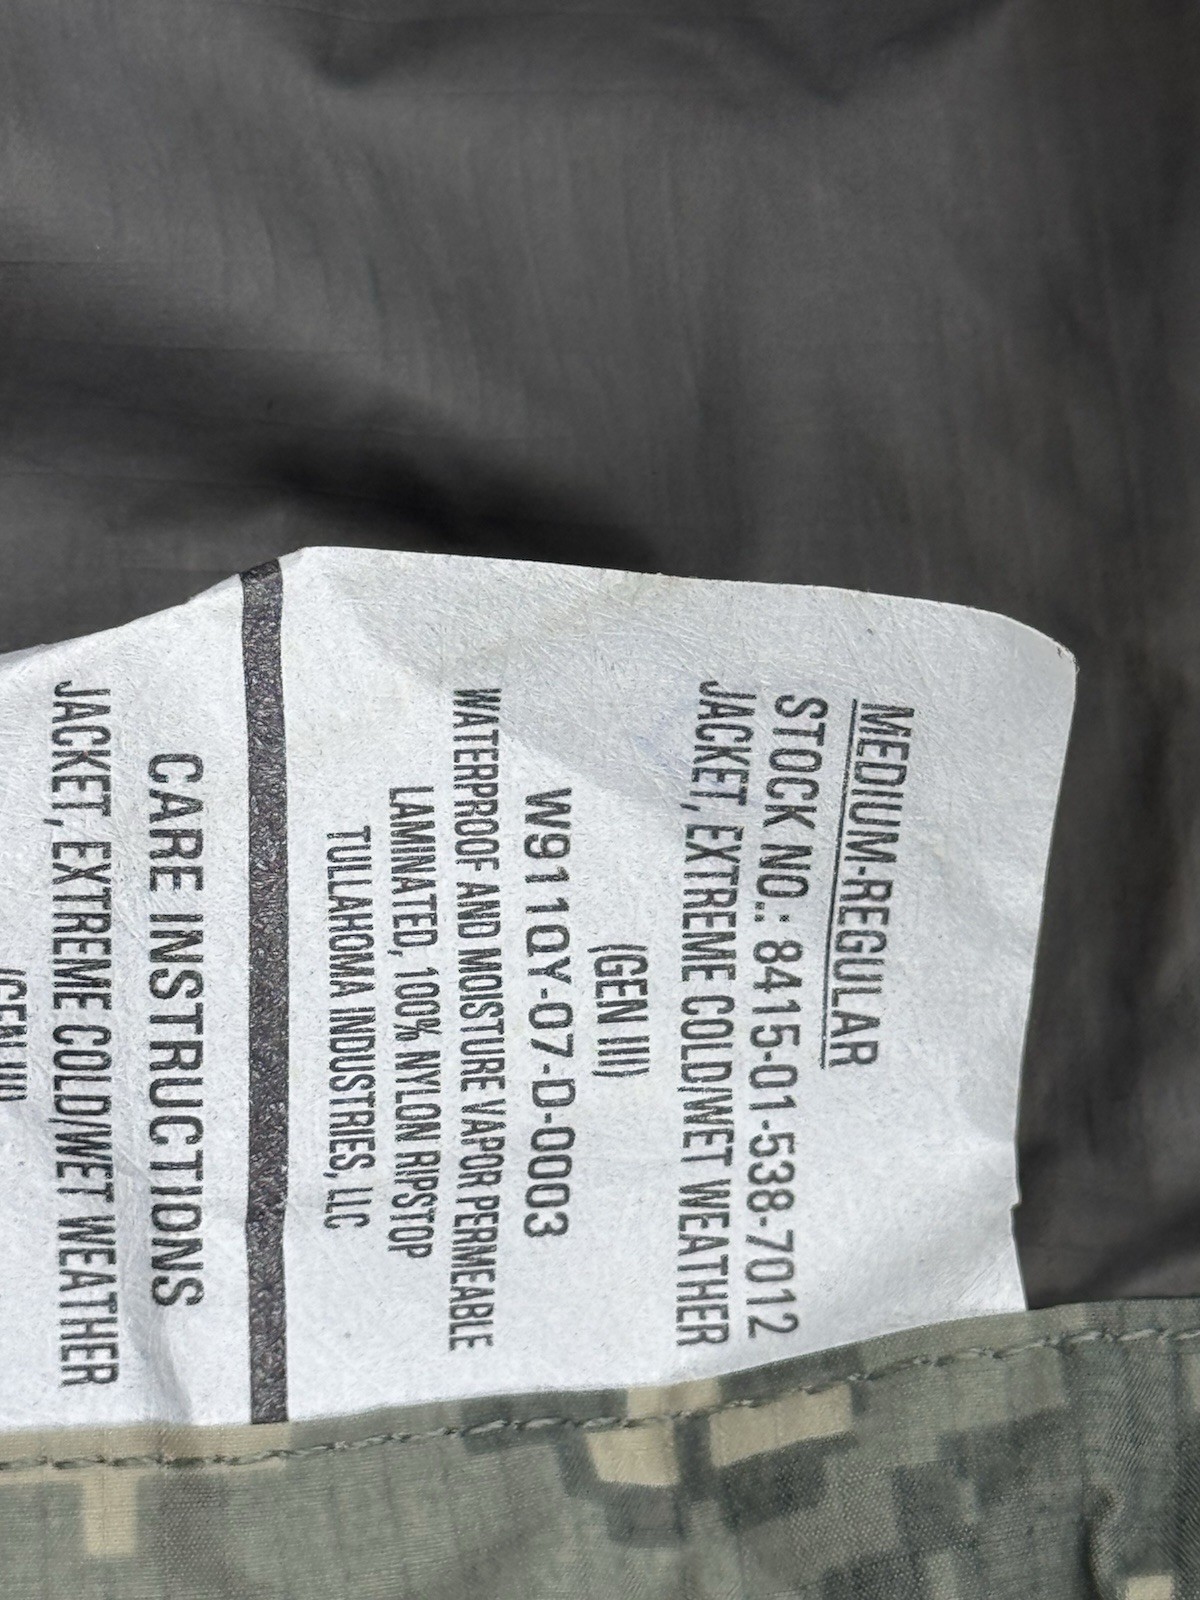 MEDIUM-REGULAR
STOCK NO.: 8415-01-538-7012
JACKET, EXTREME COLD/WET WEATHER
(GEN III)
W911QY-07-D-0003
WATERPROOF AND MOISTURE VAPOR PERMEABLE
LAMINATED, 100% NYLON RIPSTOP
TULLAHOMA INDUSTRIES, LLC
CARE INSTRUCTIONS
JACKET, EXTREME COLD/WET WEATHER